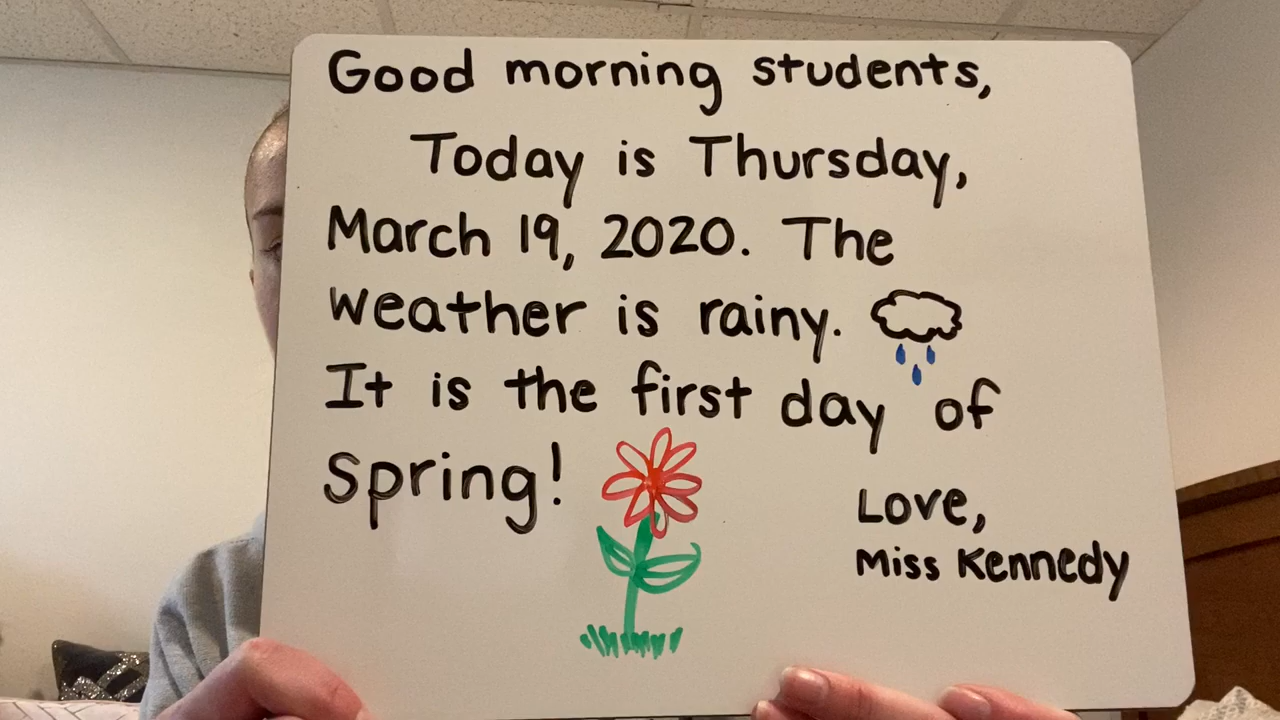 Good morning students,
Today is Thursday,
March 19, 2020. The
weather is rainy.
It is the first day of
spring!
Love,
Miss Kennedy